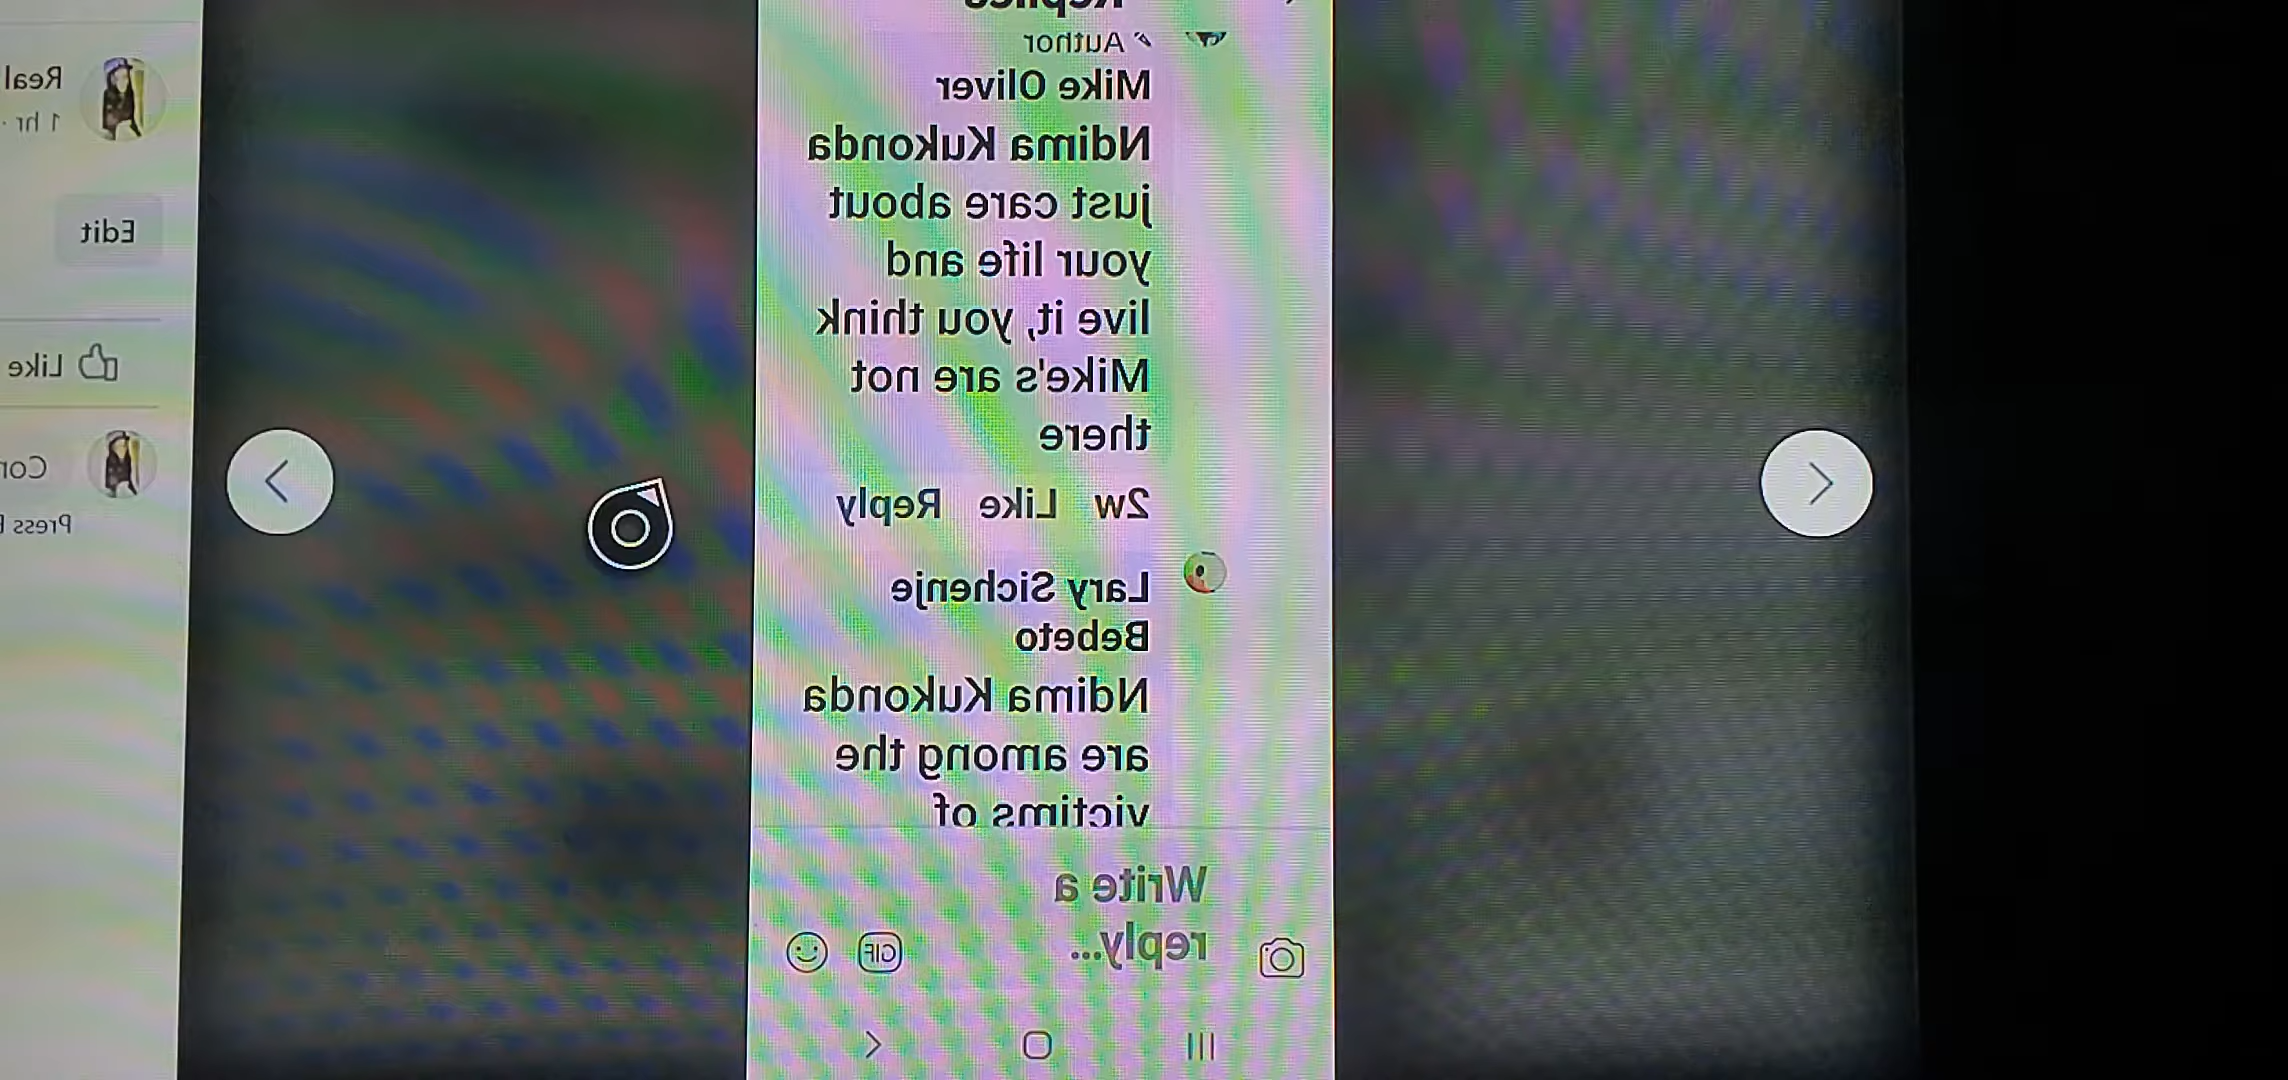 Replies
Author
Mike Oliver
Ndima Kukonda
just care about
your life and
live it, you think
Mike's are not
there
2w Like Reply
Lary Sichenje
Bebeto
Ndima Kukonda
are among the
victims of
Write a
reply...
GIF
Real
1 hr ·
Edit
Like
Press